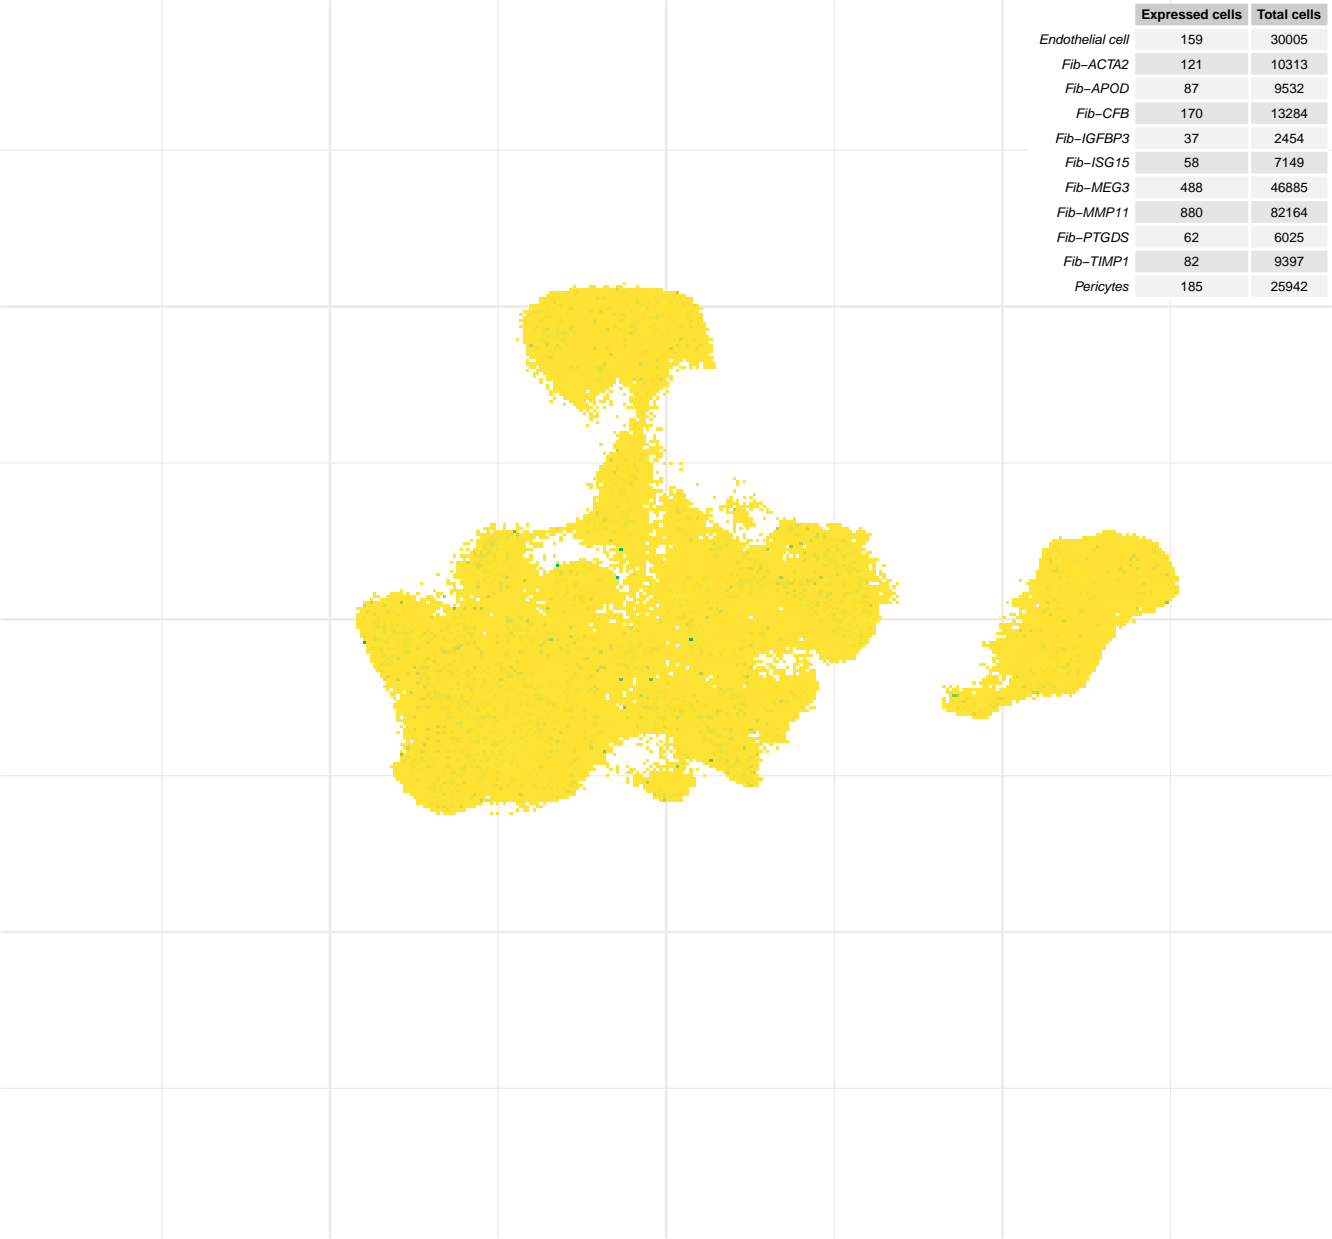 Expressed cells Total cells
Endothelial cell 159 30005
Fib−ACTA2 121 10313
Fib−APOD 87 9532
Fib−CFB 170 13284
Fib−IGFBP3 37 2454
Fib−ISG15 58 7149
Fib−MEG3 488 46885
Fib−MMP11 880 82164
Fib−PTGDS 62 6025
Fib−TIMP1 82 9397
Pericytes 185 25942